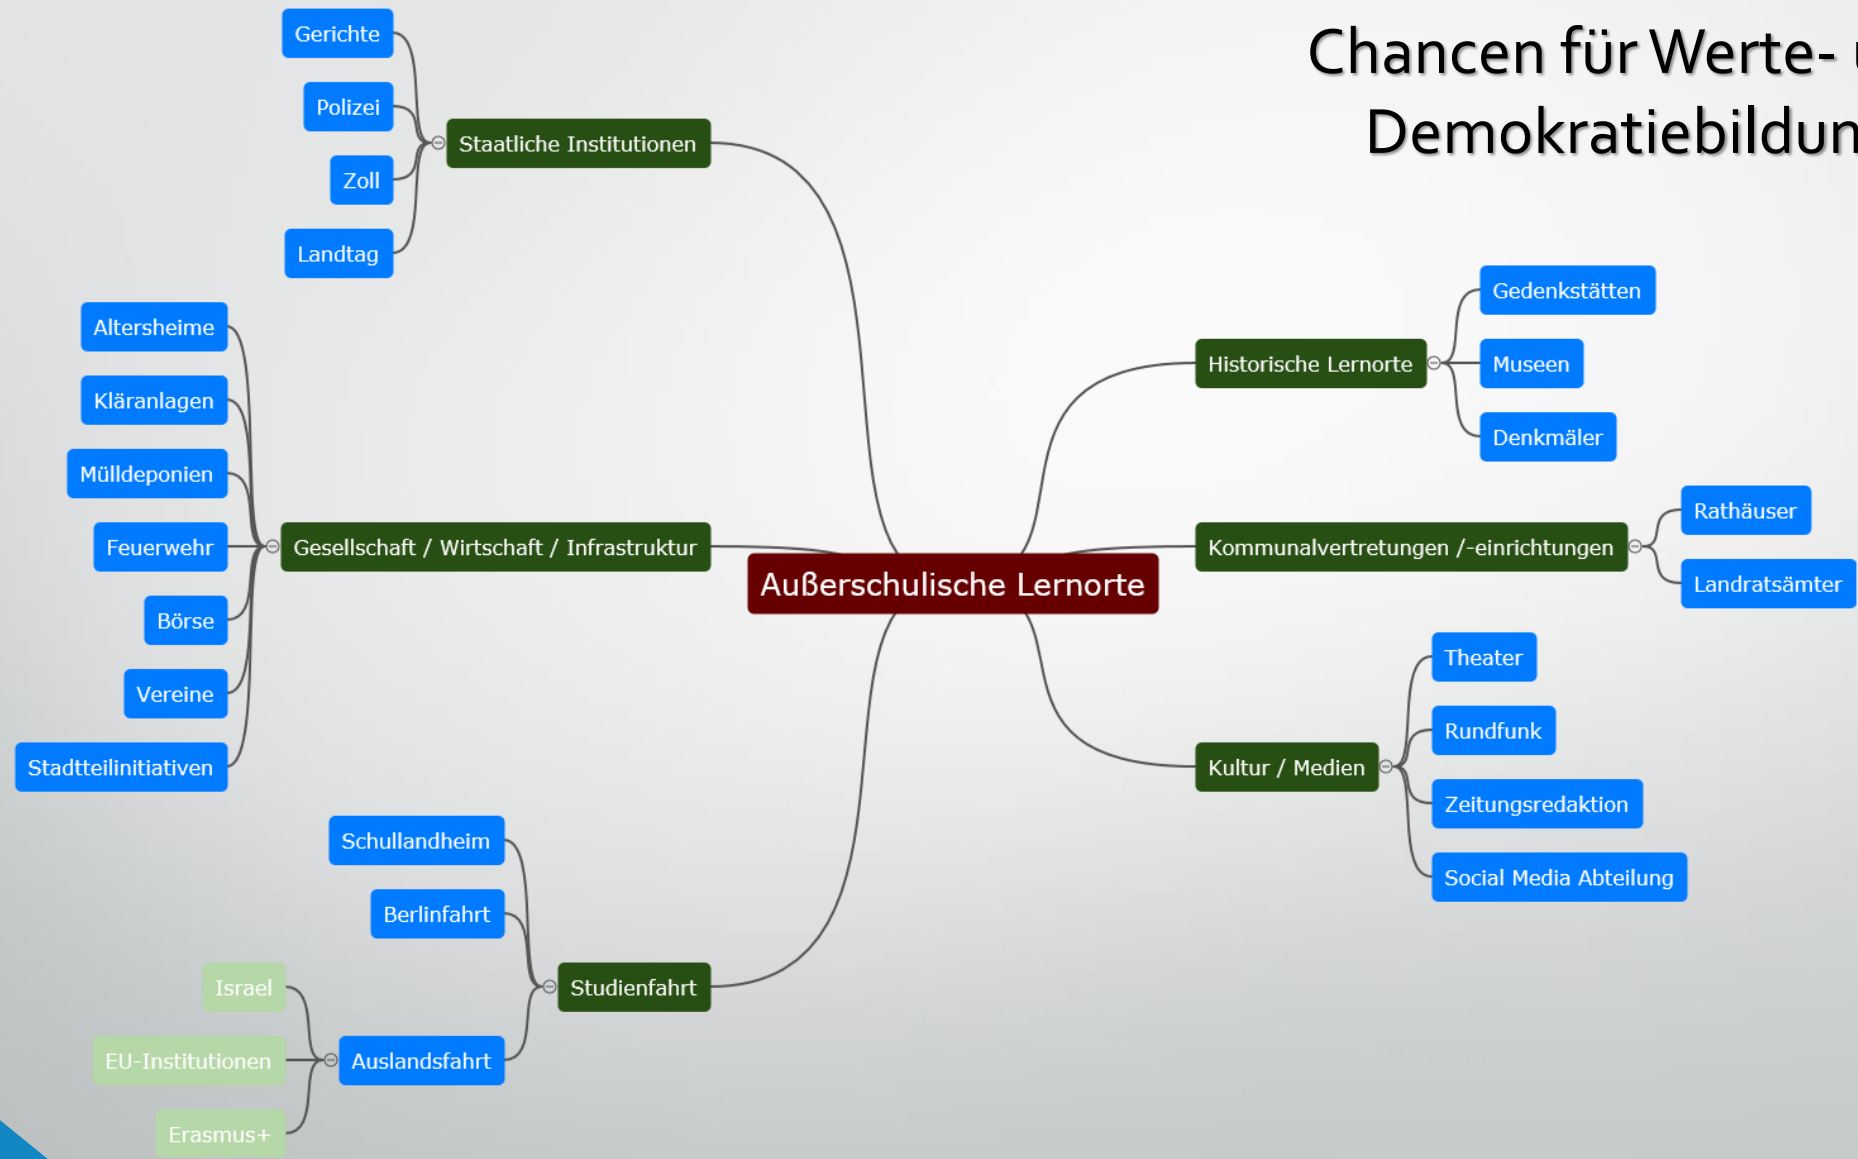 Chancen für Werte-
Demokratiebildun
Außerschulische Lernorte
Staatliche Institutionen
Gerichte
Polizei
Zoll
Landtag
Gesellschaft / Wirtschaft / Infrastruktur
Altersheime
Kläranlagen
Mülldeponien
Feuerwehr
Börse
Vereine
Stadtteilinitiativen
Studienfahrt
Schullandheim
Berlinfahrt
Auslandsfahrt
Israel
EU-Institutionen
Erasmus+
Historische Lernorte
Gedenkstätten
Museen
Denkmäler
Kommunalvertretungen /-einrichtungen
Rathäuser
Landratsämter
Kultur / Medien
Theater
Rundfunk
Zeitungsredaktion
Social Media Abteilung